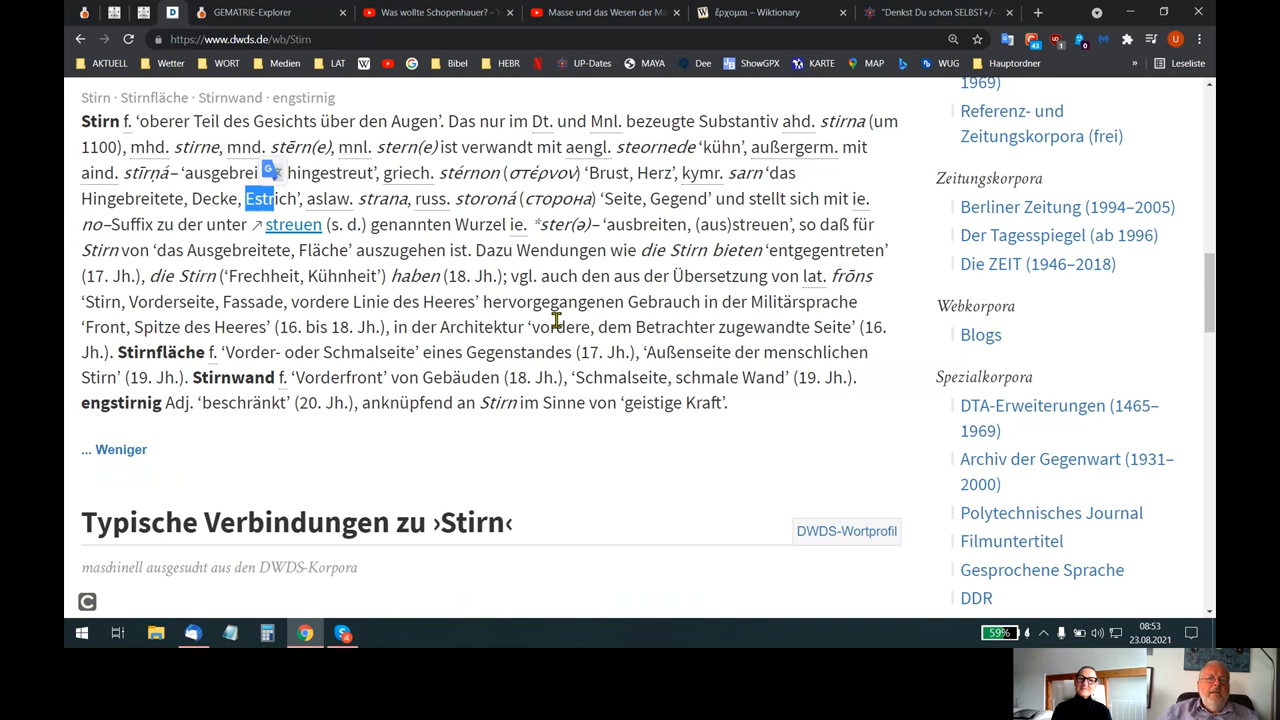 GEMATRIE-Explorer
Was wollte Schopenhauer? - Y
Masse und das Wesen der Ma
ἔρχομαι – Wiktionary
"Denkst Du schon SELBST+/-
https://www.dwds.de/wb/Stirn
AKTUELL Wetter WORT Medien LAT Bibel HEBR UP-Dates MAYA Dee ShowGPX KARTE MAP WUG Hauptordner » Leseliste
Stirn · Stirnfläche · Stirnwand · engstirnig
Stirn f. ‘oberer Teil des Gesichts über den Augen’. Das nur im Dt. und Mnl. bezeugte Substantiv ahd. stirna (um
1100), mhd. stirne, mnd. stērn(e), mnl. stern(e) ist verwandt mit aengl. steornede ‘kühn’, außergerm. mit
aind. stīrṇá– ‘ausgebrei hingestreut’, griech. stérnon (στέρνον) ‘Brust, Herz’, kymr. sarn ‘das
Hingebreitete, Decke, Estrich’, aslaw. strana, russ. storoná (сторона) ‘Seite, Gegend’ und stellt sich mit ie.
no–Suffix zu der unter ↗streuen (s. d.) genannten Wurzel ie. *ster(ə)– ‘ausbreiten, (aus)streuen’, so daß für
Stirn von ‘das Ausgebreitete, Fläche’ auszugehen ist. Dazu Wendungen wie die Stirn bieten ‘entgegentreten’
(17. Jh.), die Stirn (‘Frechheit, Kühnheit’) haben (18. Jh.); vgl. auch den aus der Übersetzung von lat. frōns
‘Stirn, Vorderseite, Fassade, vordere Linie des Heeres’ hervorgegangenen Gebrauch in der Militärsprache
‘Front, Spitze des Heeres’ (16. bis 18. Jh.), in der Architektur ‘vordere, dem Betrachter zugewandte Seite’ (16.
Jh.). Stirnfläche f. ‘Vorder- oder Schmalseite’ eines Gegenstandes (17. Jh.), ‘Außenseite der menschlichen
Stirn’ (19. Jh.). Stirnwand f. ‘Vorderfront’ von Gebäuden (18. Jh.), ‘Schmalseite, schmale Wand’ (19. Jh.).
engstirnig Adj. ‘beschränkt’ (20. Jh.), anknüpfend an Stirn im Sinne von ‘geistige Kraft’.
... Weniger
Typische Verbindungen zu ›Stirn‹
DWDS-Wortprofil
maschinell ausgesucht aus den DWDS-Korpora
1969)
Referenz- und
Zeitungskorpora (frei)
Zeitungskorpora
Berliner Zeitung (1994–2005)
Der Tagesspiegel (ab 1996)
Die ZEIT (1946–2018)
Webkorpora
Blogs
Spezialkorpora
DTA-Erweiterungen (1465–
1969)
Archiv der Gegenwart (1931–
2000)
Polytechnisches Journal
Filmuntertitel
Gesprochene Sprache
DDR
59%
08:53
23.08.2021